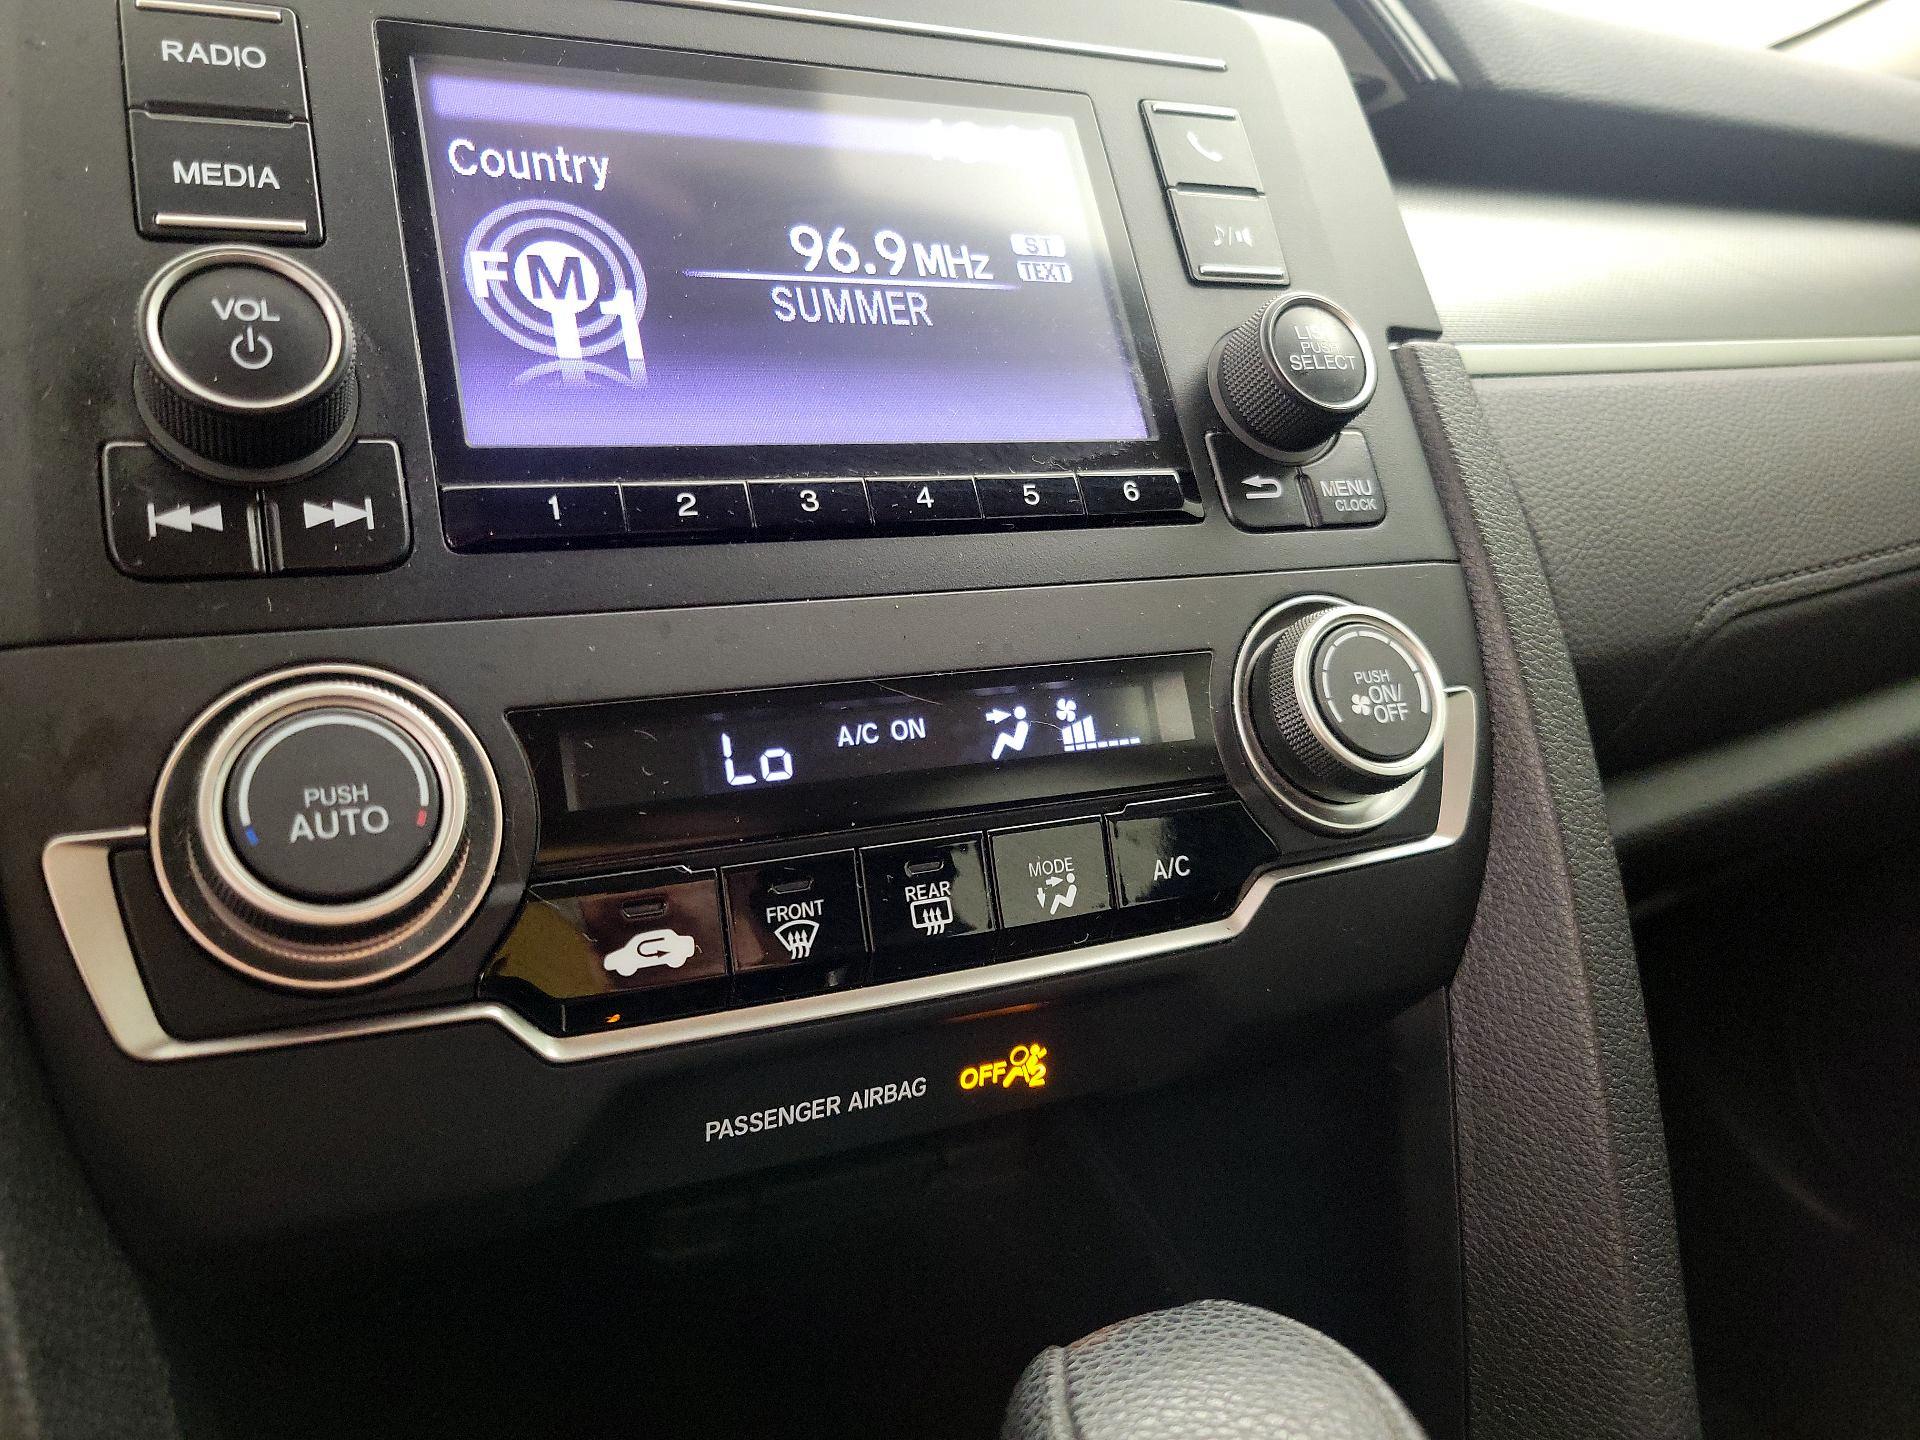 RADIO
MEDIA
VOL
Country
FM
1
96.9 MHz
ST
TEXT
SUMMER
PUSH
SELECT
1 2 3 4 5 6
MENU
CLOCK
PUSH
AUTO
Lo
A/C ON
PUSH
ON/
OFF
FRONT
REAR
MODE
A/C
PASSENGER AIRBAG
OFF
2